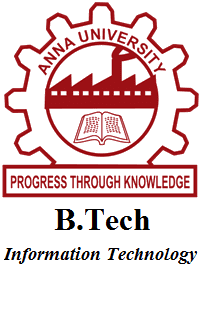 ANNA UNIVERSITY
PROGRESS THROUGH KNOWLEDGE
B.Tech
Information Technology